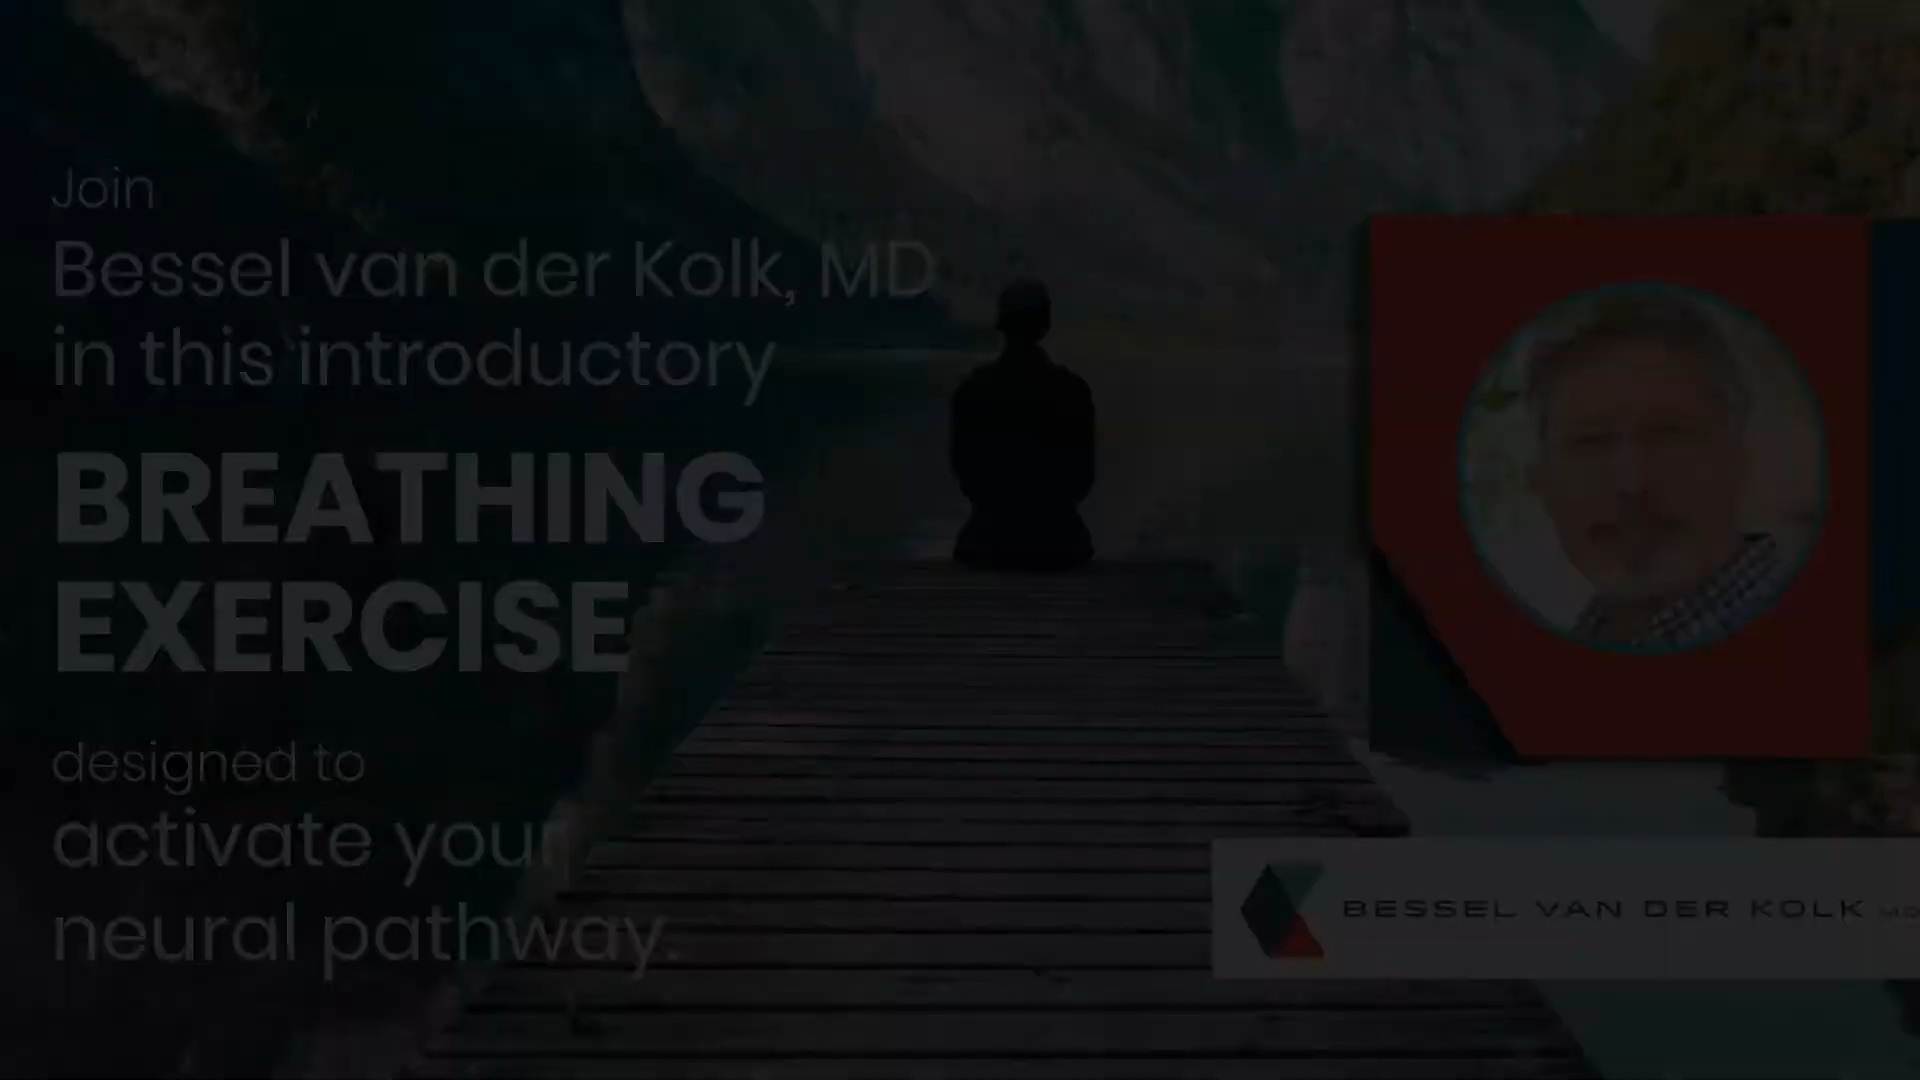 Join
Bessel van der Kolk, MD
in this introductory
BREATHING
EXERCISE
designed to
activate your
neural pathway.
BESSEL VAN DER KOLK M.D.